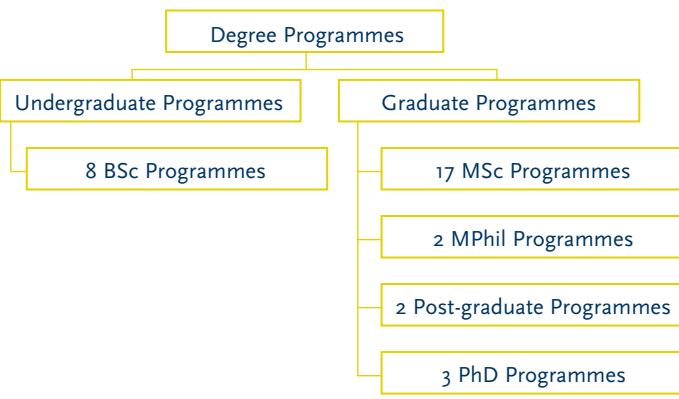 Degree Programmes
Undergraduate Programmes
Graduate Programmes
8 BSc Programmes
17 MSc Programmes
2 MPhil Programmes
2 Post-graduate Programmes
3 PhD Programmes